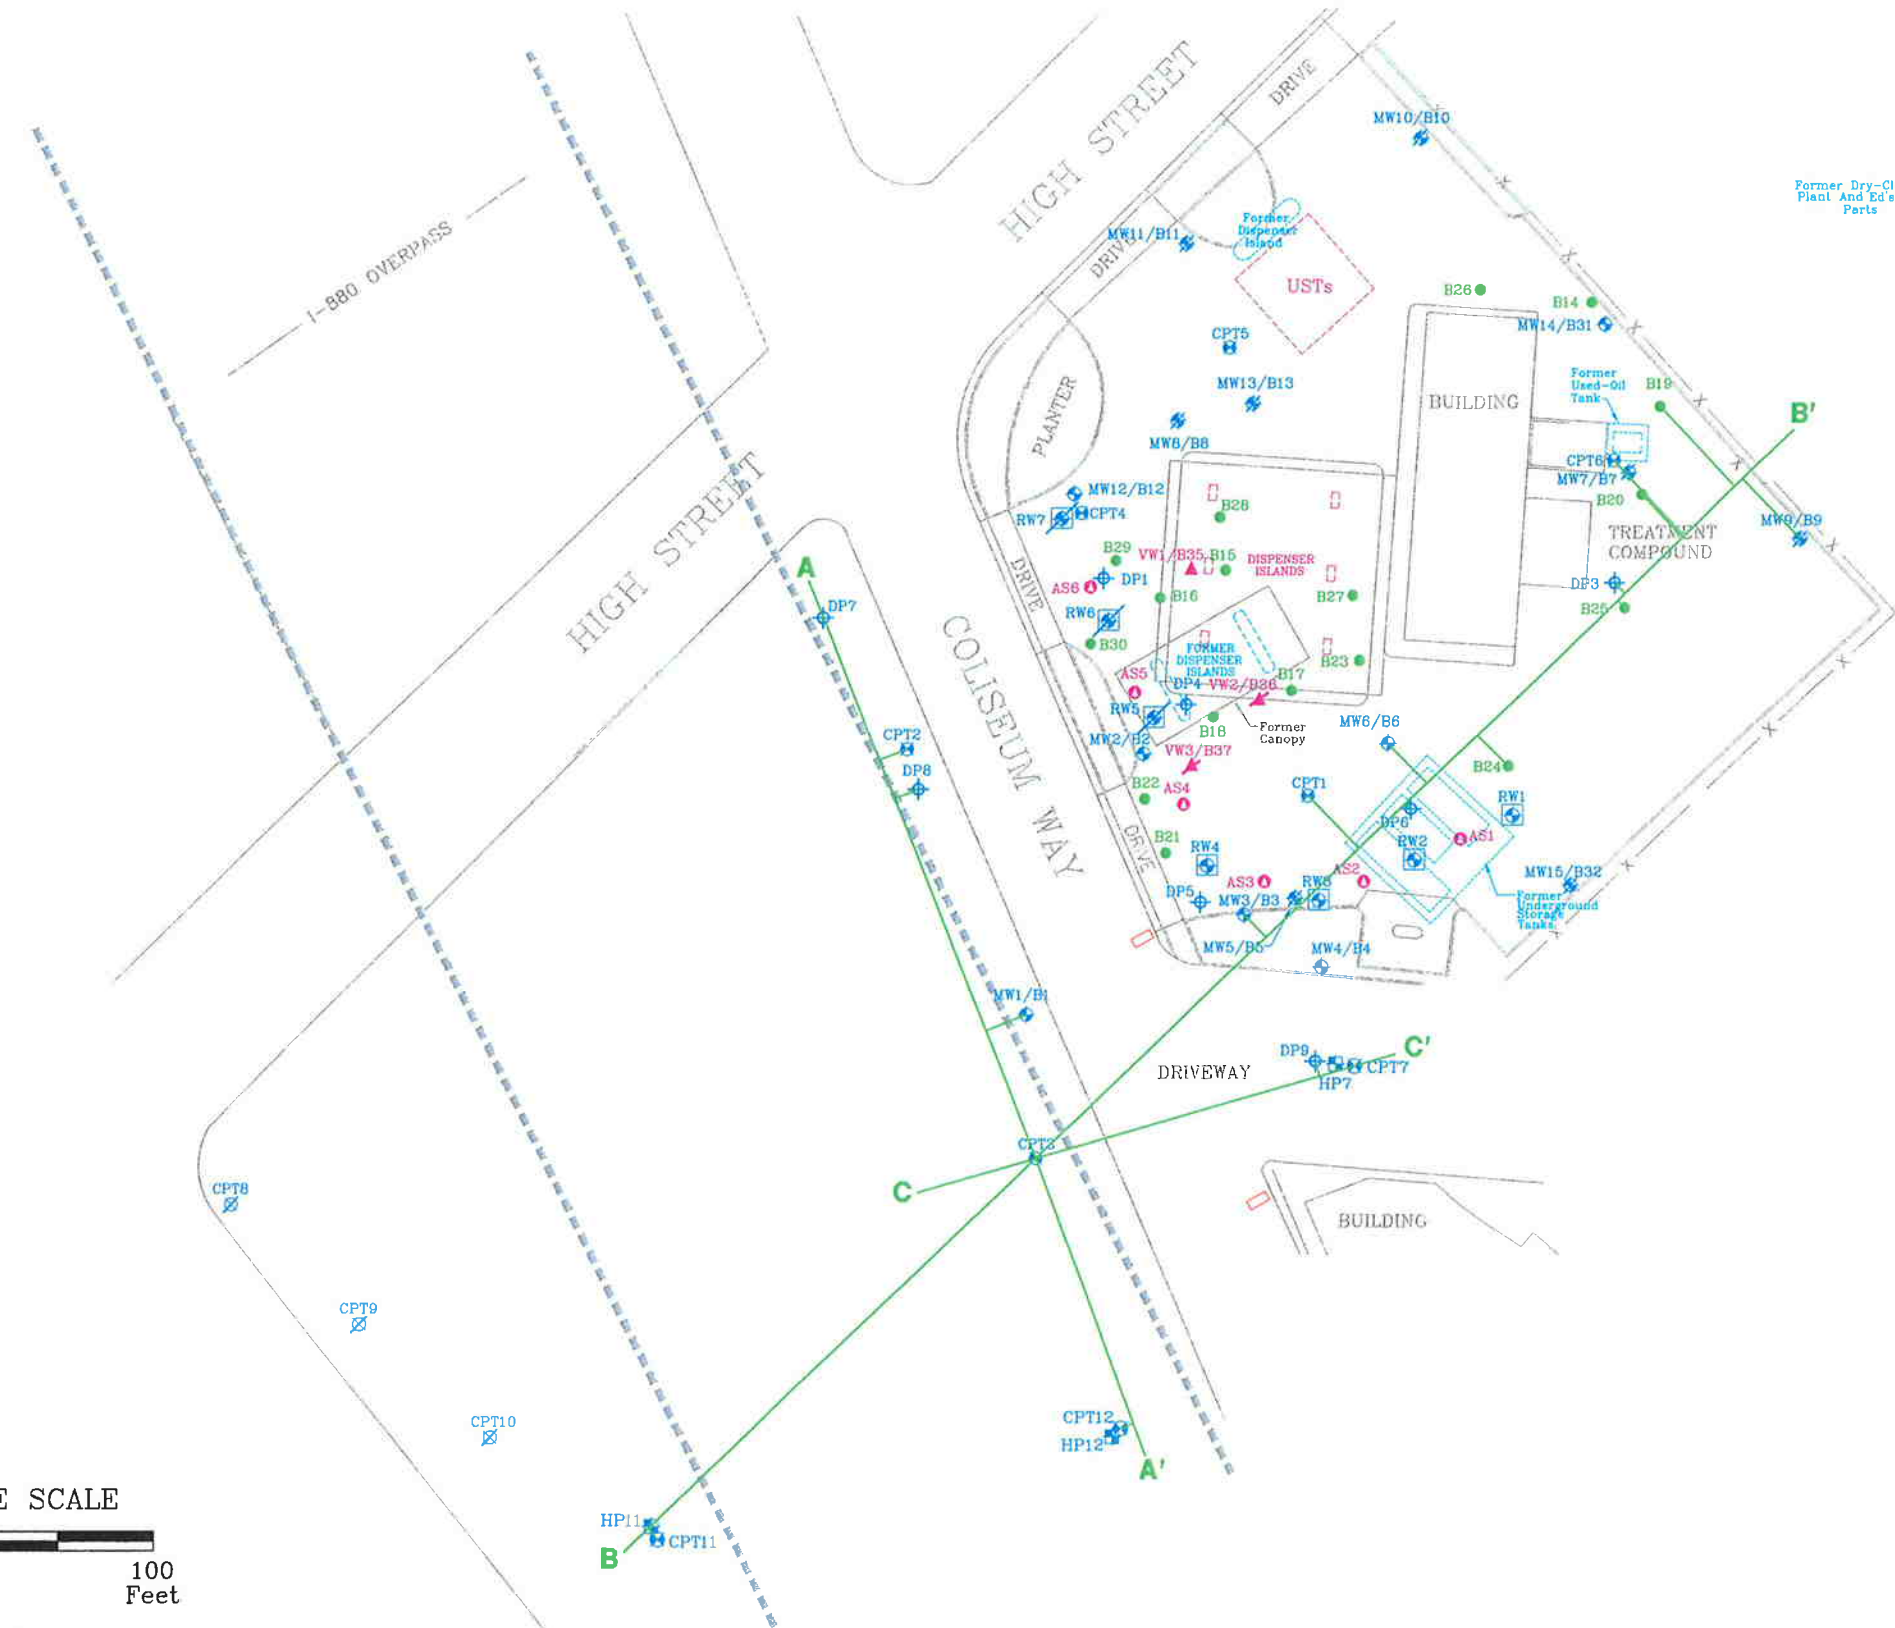 HIGH STREET
DRIVE
MW10/B10
Former Dry-Cl
Plant And Ed's
Parts
I-880 OVERPASS
MW11/B11
DRIVE
Former
Dispenser
Island
USTs
B26
B14
MW14/B31
CPT5
MW13/B13
MW8/B8
PLANTER
BUILDING
Former
Used-Oil
Tank
B19
B'
CPT6
MW7/B7
B20
MW9/B9
TREATMENT
COMPOUND
DP3
B25
HIGH STREET
MW12/B12
RW7
CPT4
B28
B29
VW1/B35
B15
DISPENSER
ISLANDS
DP1
AS6
B16
B27
RW6
B30
DRIVE
FORMER
DISPENSER
ISLANDS
B23
AS5
DP4
VW2/B36
B17
RW5
B18
Former
Canopy
MW2/B2
VW3/B37
MW6/B6
B24
A
DP7
COLISEUM WAY
CPT2
DP8
B22
AS4
CPT1
DP6
RW1
AS1
RW2
B21
DRIVE
RW4
AS3
AS2
MW15/B32
DP5
MW3/B3
RW3
Former
Underground
Storage
Tanks
MW5/B5
MW4/B4
MW1/B1
DP9
C'
CPT7
HP7
DRIVEWAY
CPT3
C
CPT8
BUILDING
CPT9
CPT10
CPT12
HP12
A'
E SCALE
100
Feet
HP11
CPT11
B